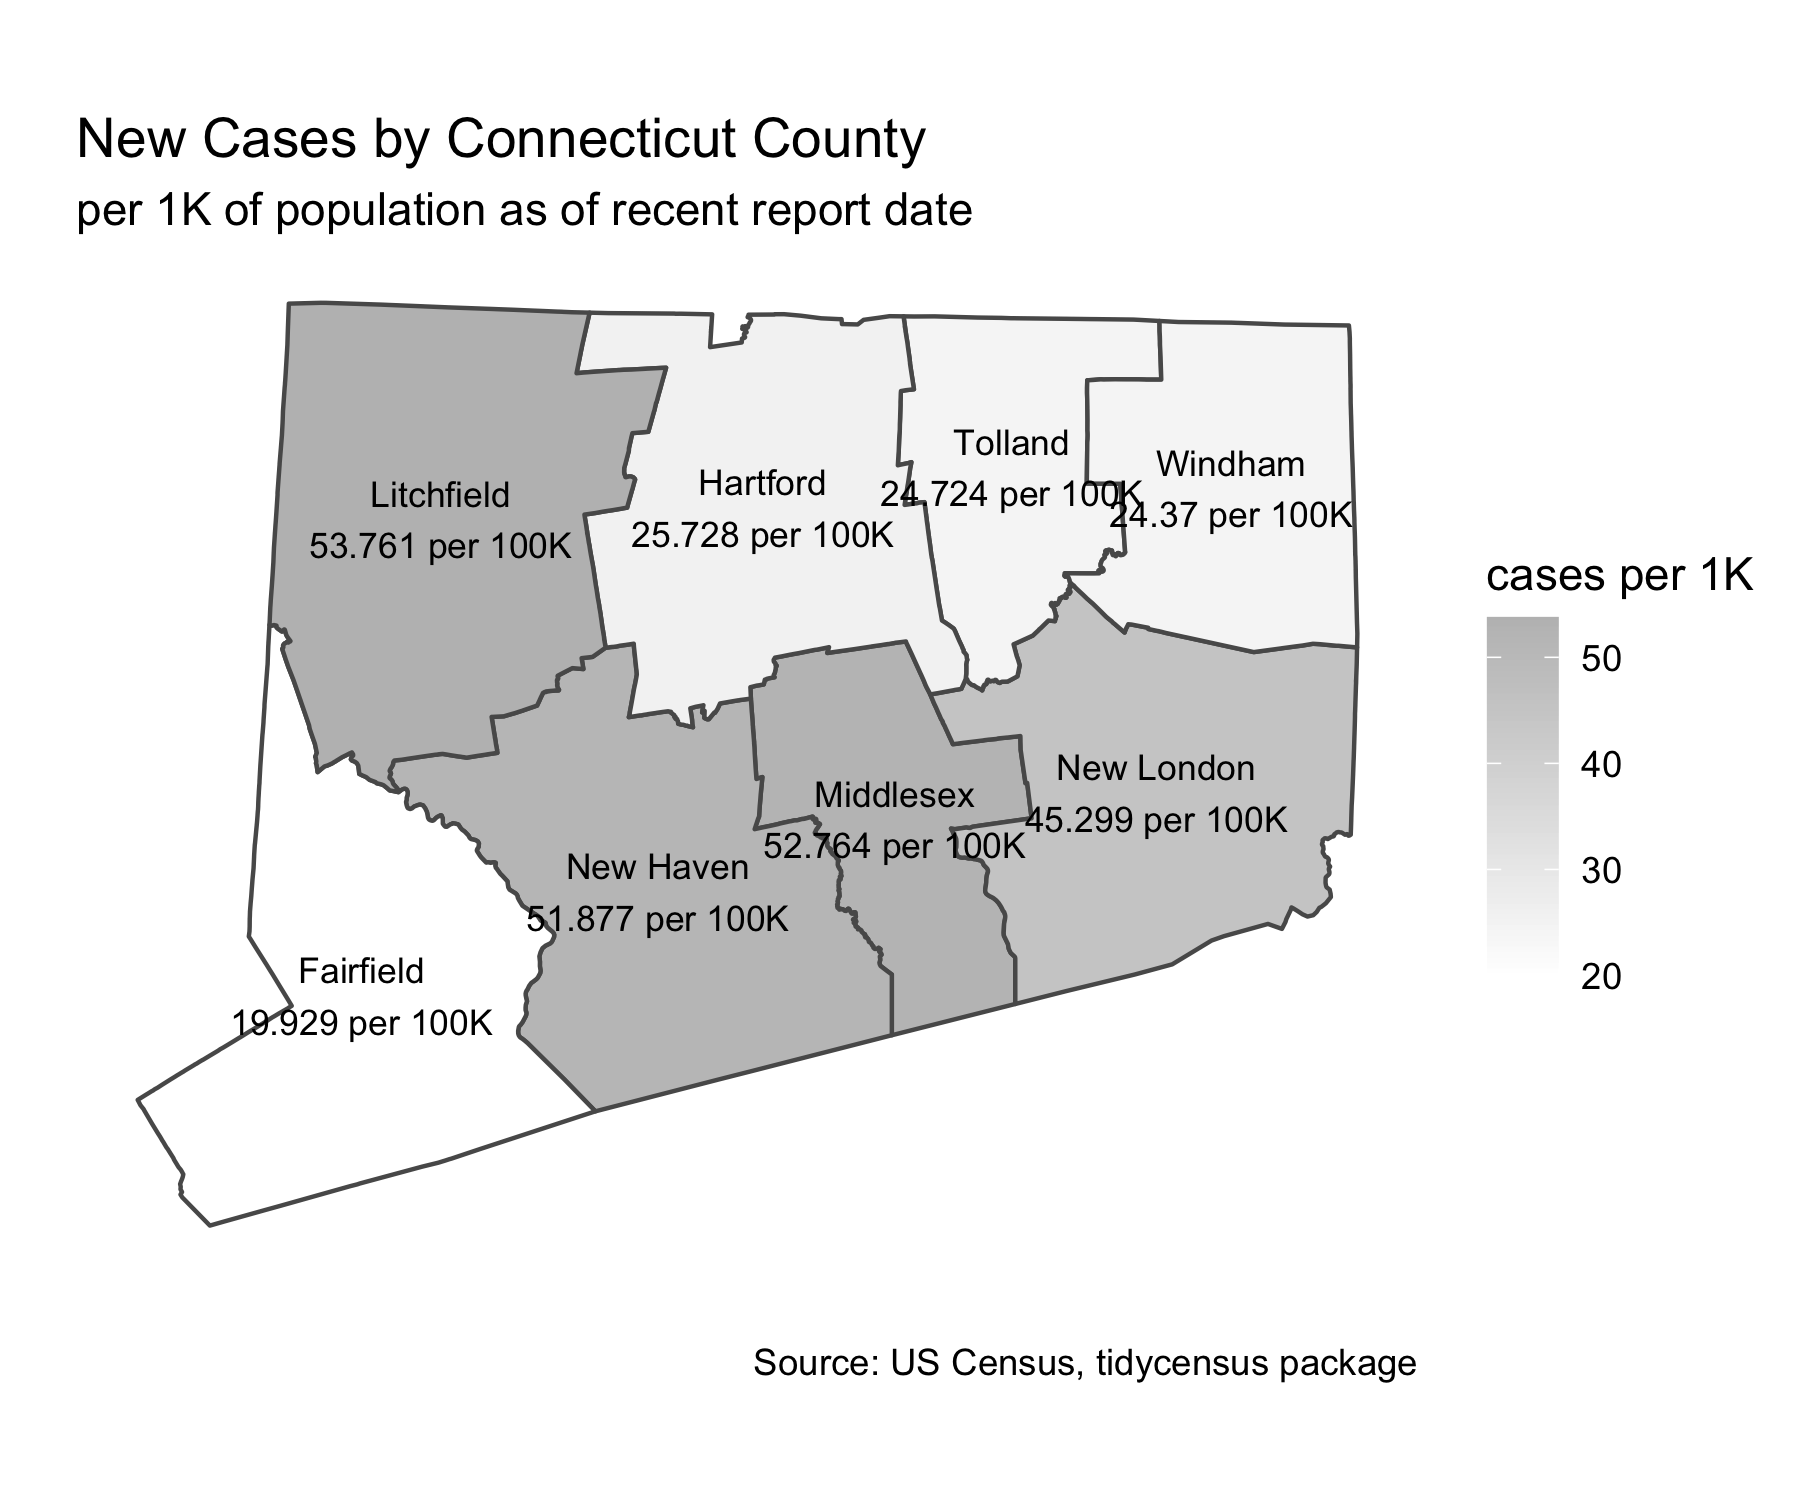 New Cases by Connecticut County
per 1K of population as of recent report date
Litchfield
53.761 per 100K
Hartford
25.728 per 100K
Tolland
24.724 per 100K
Windham
24.37 per 100K
New London
45.299 per 100K
Middlesex
52.764 per 100K
New Haven
51.877 per 100K
Fairfield
19.929 per 100K
cases per 1K
50
40
30
20
Source: US Census, tidycensus package